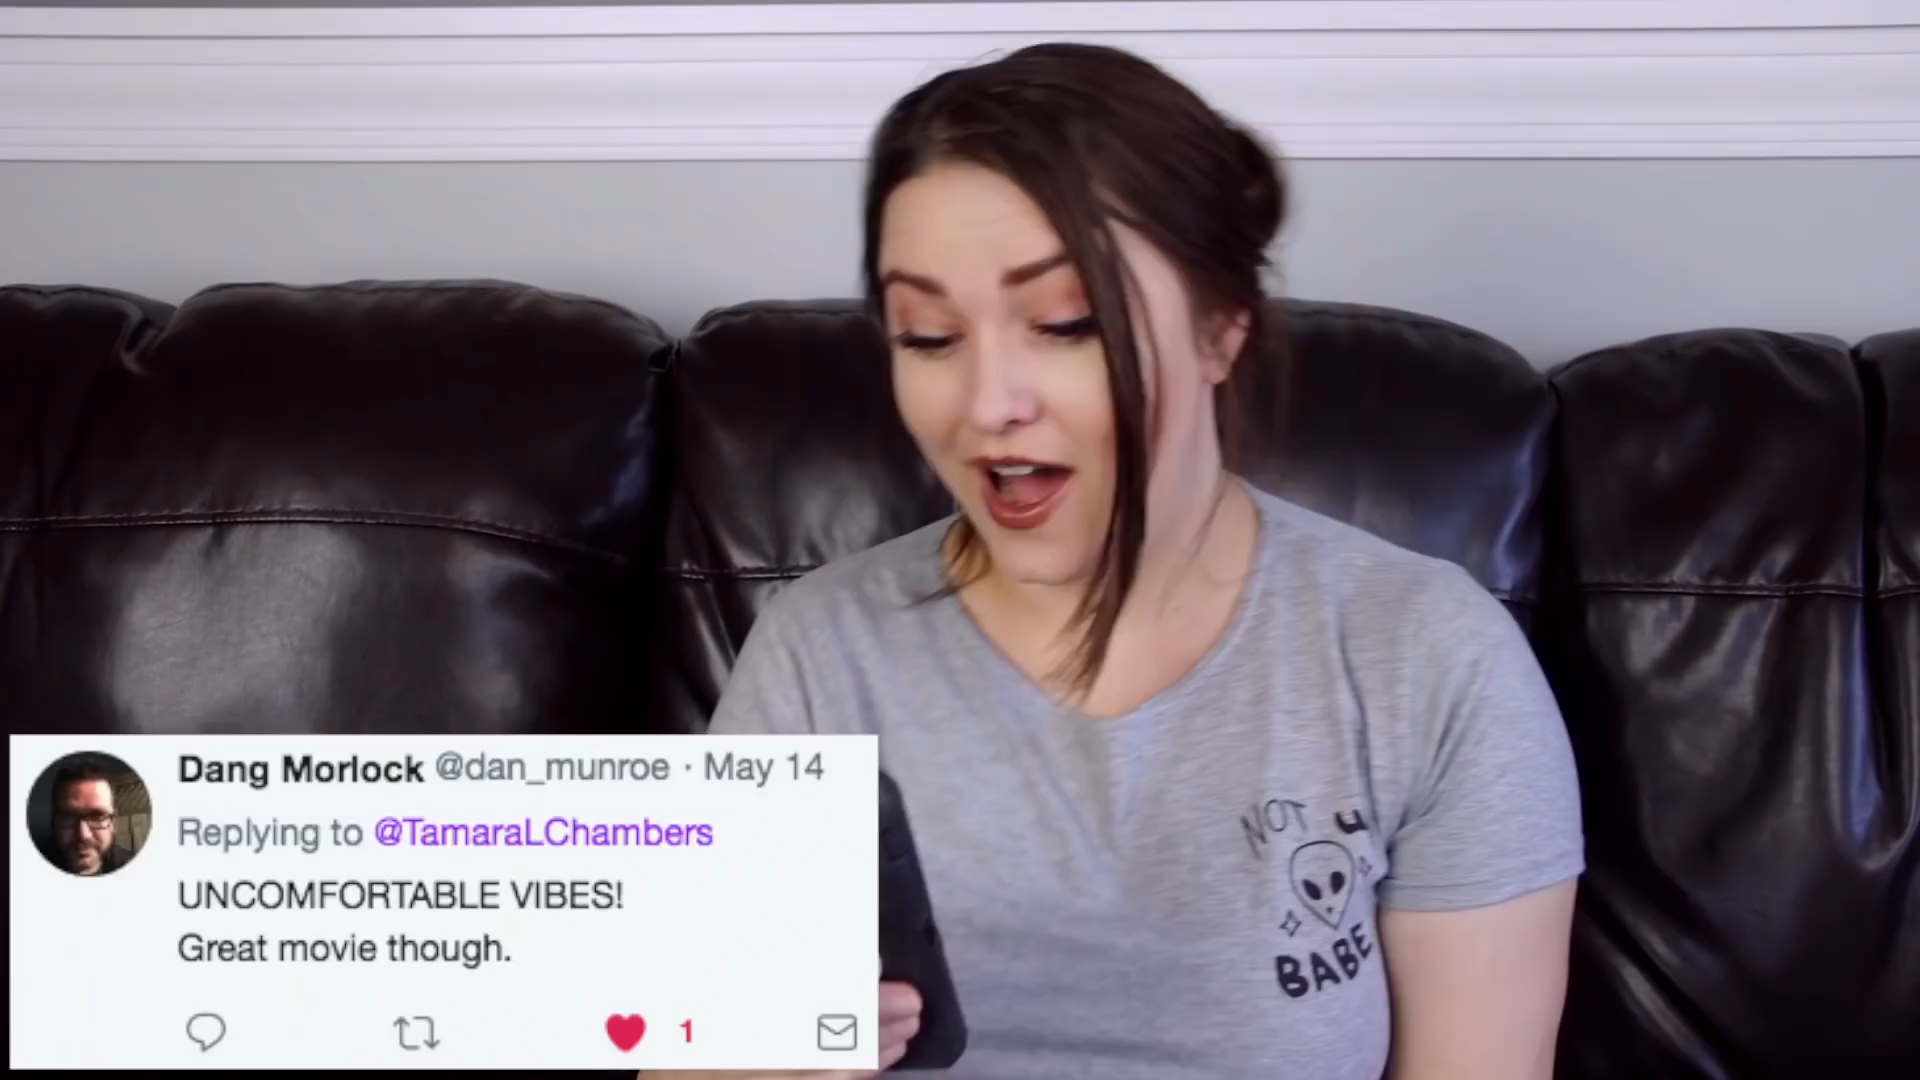 Dang Morlock @dan_munroe · May 14
Replying to @TamaraLChambers
UNCOMFORTABLE VIBES!
Great movie though.
1
NOT U
BABE